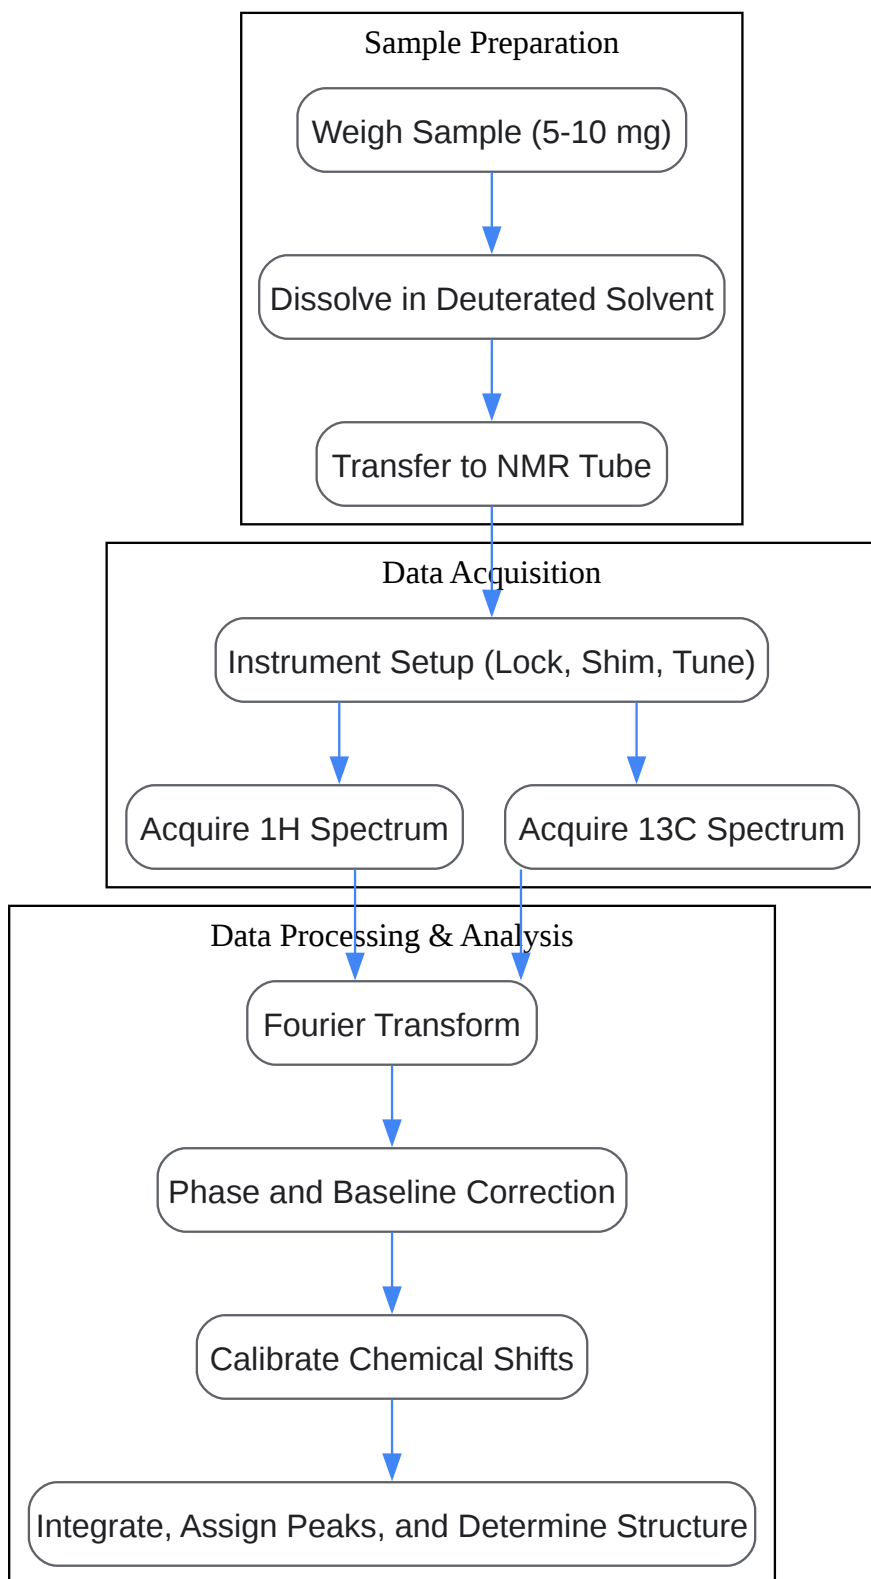 Sample Preparation
Weigh Sample (5-10 mg)
Dissolve in Deuterated Solvent
Transfer to NMR Tube
Data Acquisition
Instrument Setup (Lock, Shim, Tune)
Acquire 1H Spectrum
Acquire 13C Spectrum
Data Processing & Analysis
Fourier Transform
Phase and Baseline Correction
Calibrate Chemical Shifts
Integrate, Assign Peaks, and Determine Structure